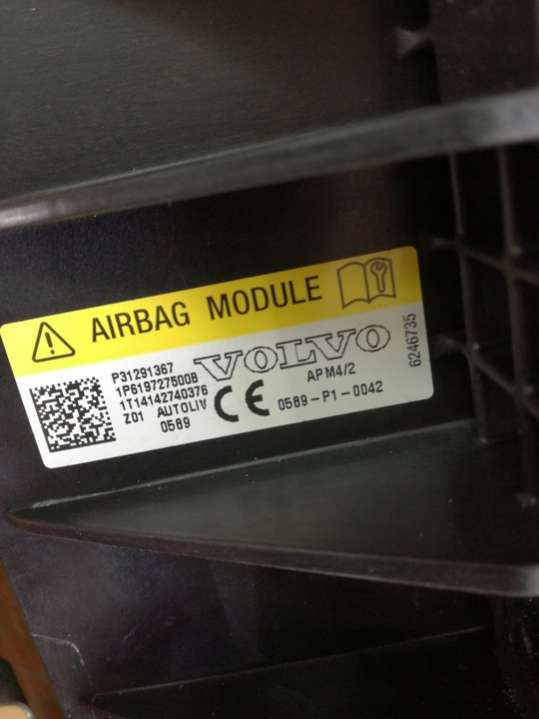 AIRBAG MODULE
P31291367
1P619727500B
1T14142740376
Z01 AUTOLIV
0589
VOLVO
APM4/2
CE 0589-P1-0042
6246735